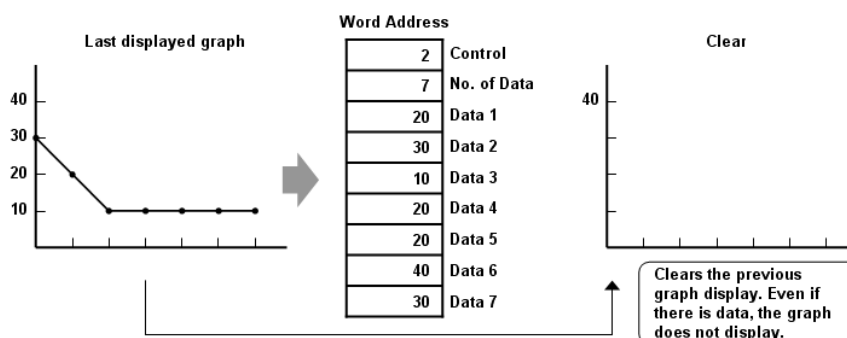 Last displayed graph
40
30
20
10
Word Address
2 Control
7 No. of Data
20 Data 1
30 Data 2
10 Data 3
20 Data 4
20 Data 5
40 Data 6
30 Data 7
Clear
40
Clears the previous
graph display. Even if
there is data, the graph
does not display.